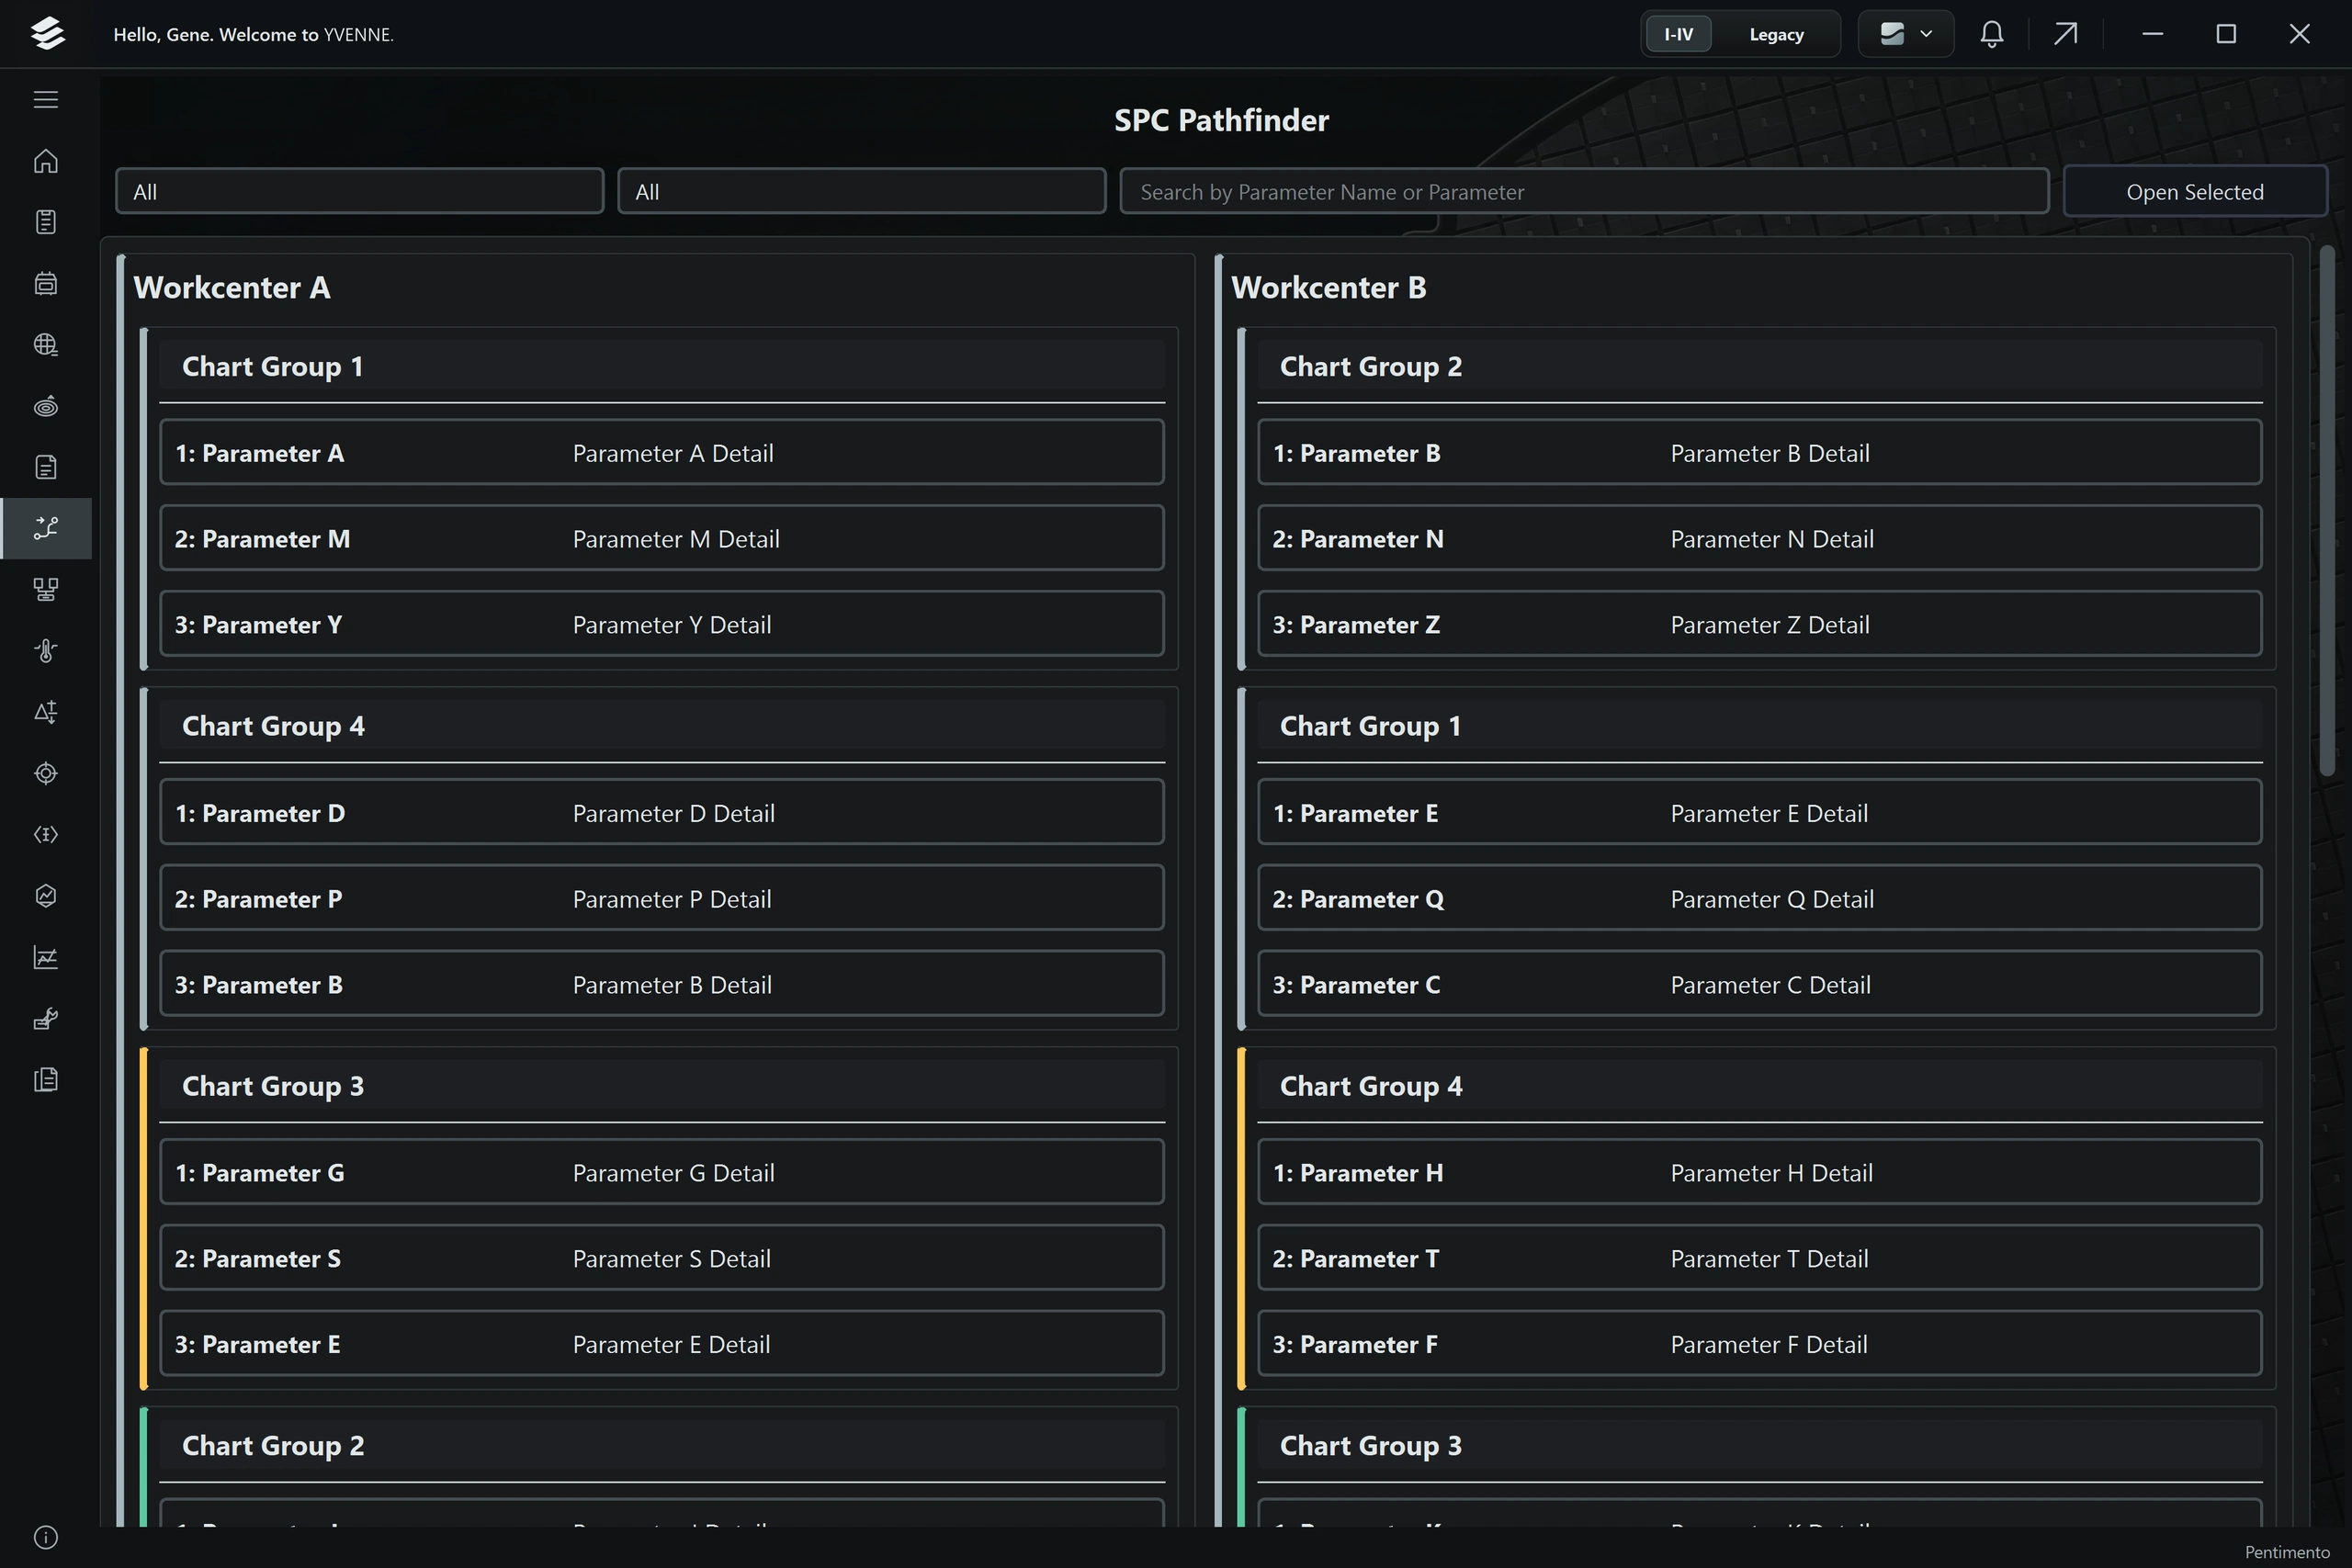 Hello, Gene. Welcome to YVENNE.
I-IV
Legacy
SPC Pathfinder
All
All
Search by Parameter Name or Parameter
Open Selected
Workcenter A
Chart Group 1
1: Parameter A Parameter A Detail
2: Parameter M Parameter M Detail
3: Parameter Y Parameter Y Detail
Chart Group 4
1: Parameter D Parameter D Detail
2: Parameter P Parameter P Detail
3: Parameter B Parameter B Detail
Chart Group 3
1: Parameter G Parameter G Detail
2: Parameter S Parameter S Detail
3: Parameter E Parameter E Detail
Chart Group 2
Workcenter B
Chart Group 2
1: Parameter B Parameter B Detail
2: Parameter N Parameter N Detail
3: Parameter Z Parameter Z Detail
Chart Group 1
1: Parameter E Parameter E Detail
2: Parameter Q Parameter Q Detail
3: Parameter C Parameter C Detail
Chart Group 4
1: Parameter H Parameter H Detail
2: Parameter T Parameter T Detail
3: Parameter F Parameter F Detail
Chart Group 3
Pentimento